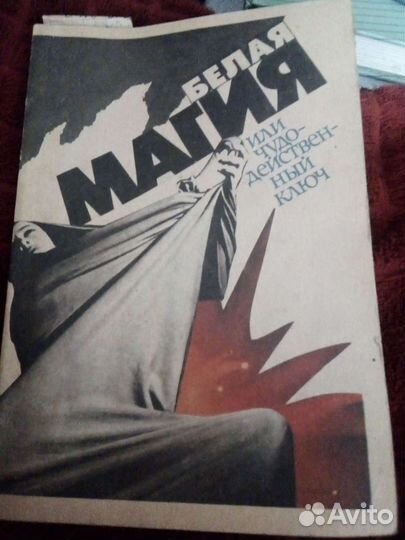 БЕЛАЯ
МАГИЯ
ИЛИ
ЧУДО-
ДЕЙСТВЕН-
НЫЙ
КЛЮЧ
Avito